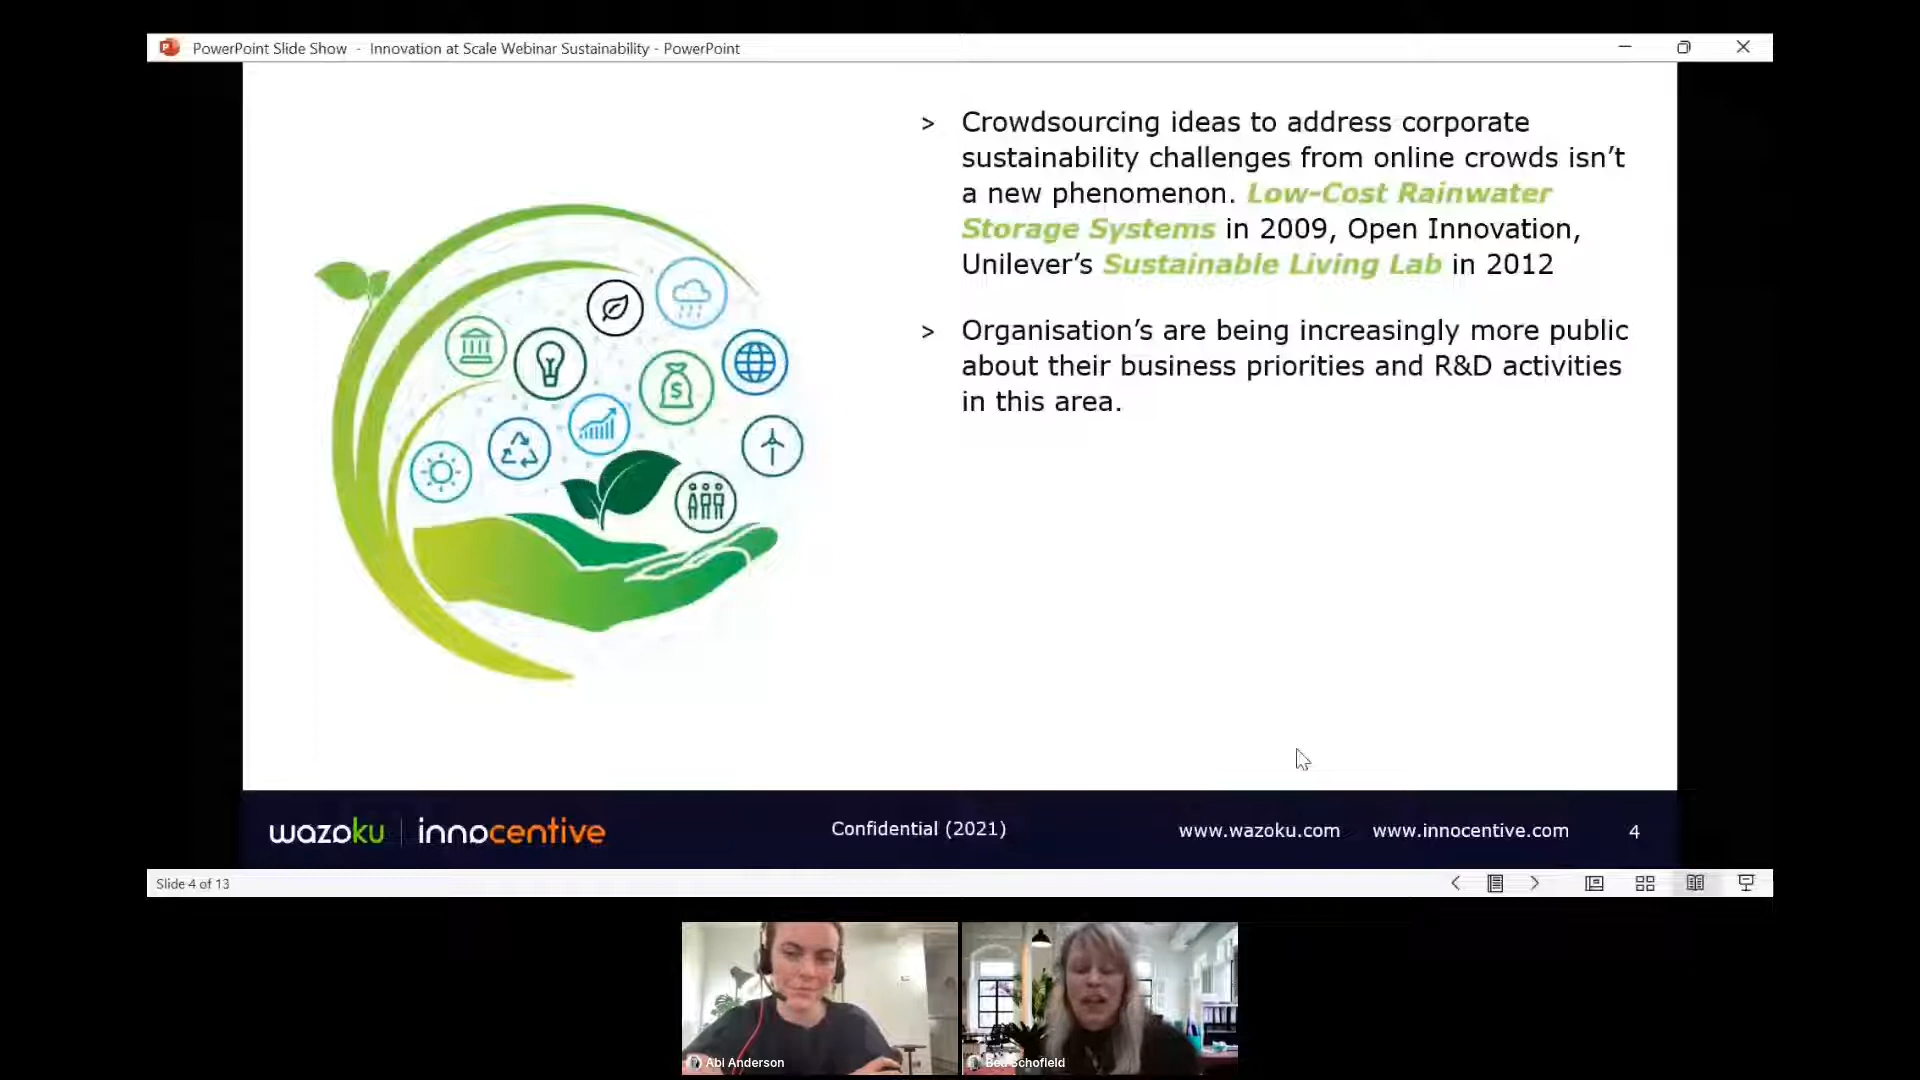 PowerPoint Slide Show - Innovation at Scale Webinar Sustainability - PowerPoint
> Crowdsourcing ideas to address corporate
sustainability challenges from online crowds isn’t
a new phenomenon. Low-Cost Rainwater
Storage Systems in 2009, Open Innovation,
Unilever’s Sustainable Living Lab in 2012
> Organisation’s are being increasingly more public
about their business priorities and R&D activities
in this area.
$
wazoku | innocentive
Confidential (2021)
www.wazoku.com
www.innocentive.com
4
Slide 4 of 13
Abi Anderson
Schofield